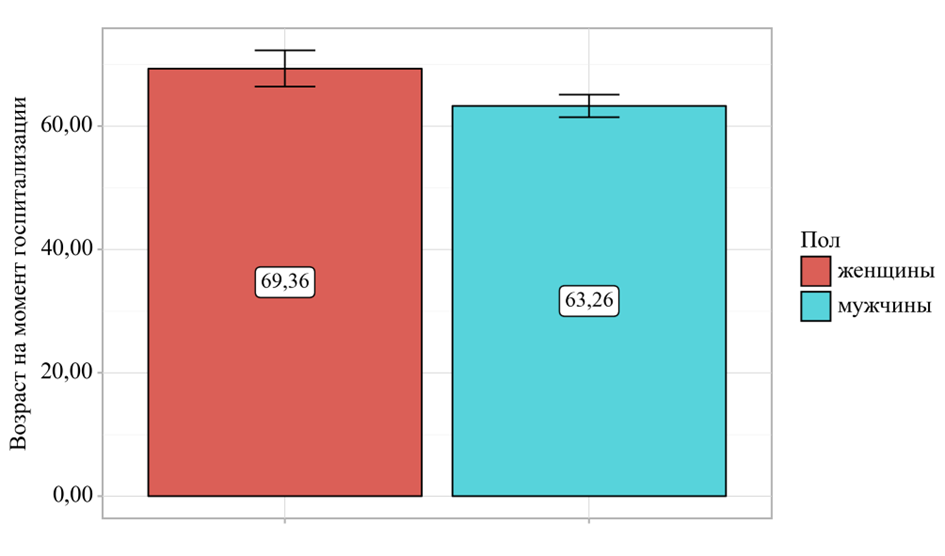 Возраст на момент госпитализации
60,00
40,00
20,00
0,00
69,36
63,26
Пол
женщины
мужчины